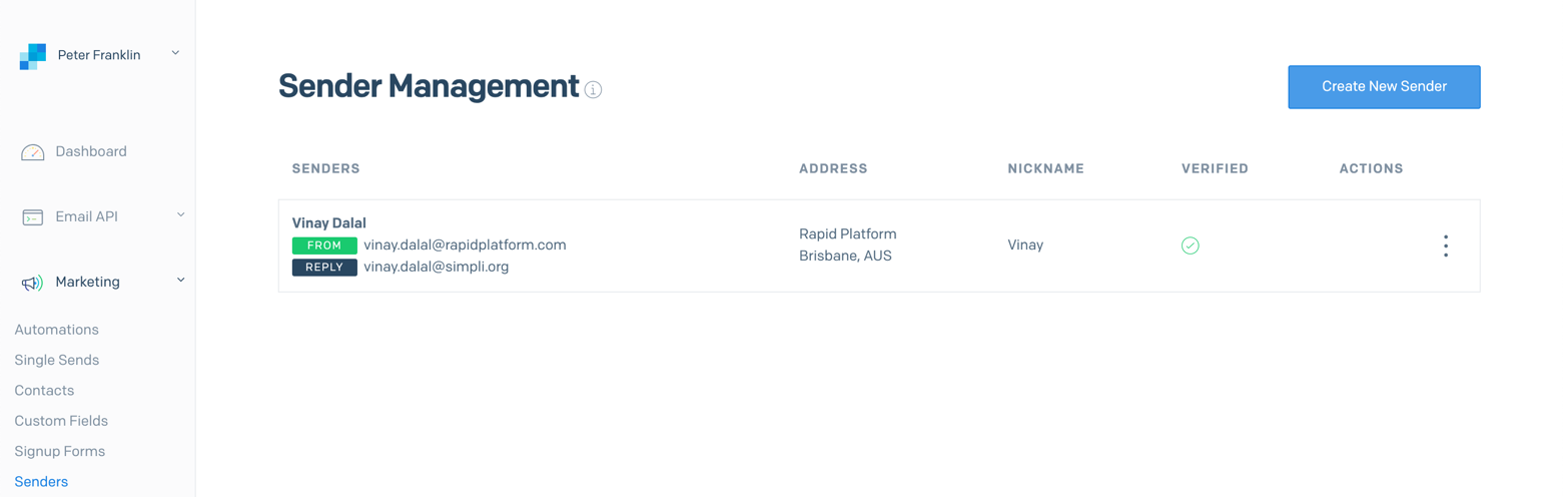 Peter Franklin
Dashboard
Email API
Marketing
Automations
Single Sends
Contacts
Custom Fields
Signup Forms
Senders
Sender Management
Create New Sender
SENDERS ADDRESS NICKNAME VERIFIED ACTIONS
Vinay Dalal
FROM vinay.dalal@rapidplatform.com
REPLY vinay.dalal@simpli.org
Rapid Platform
Brisbane, AUS
Vinay